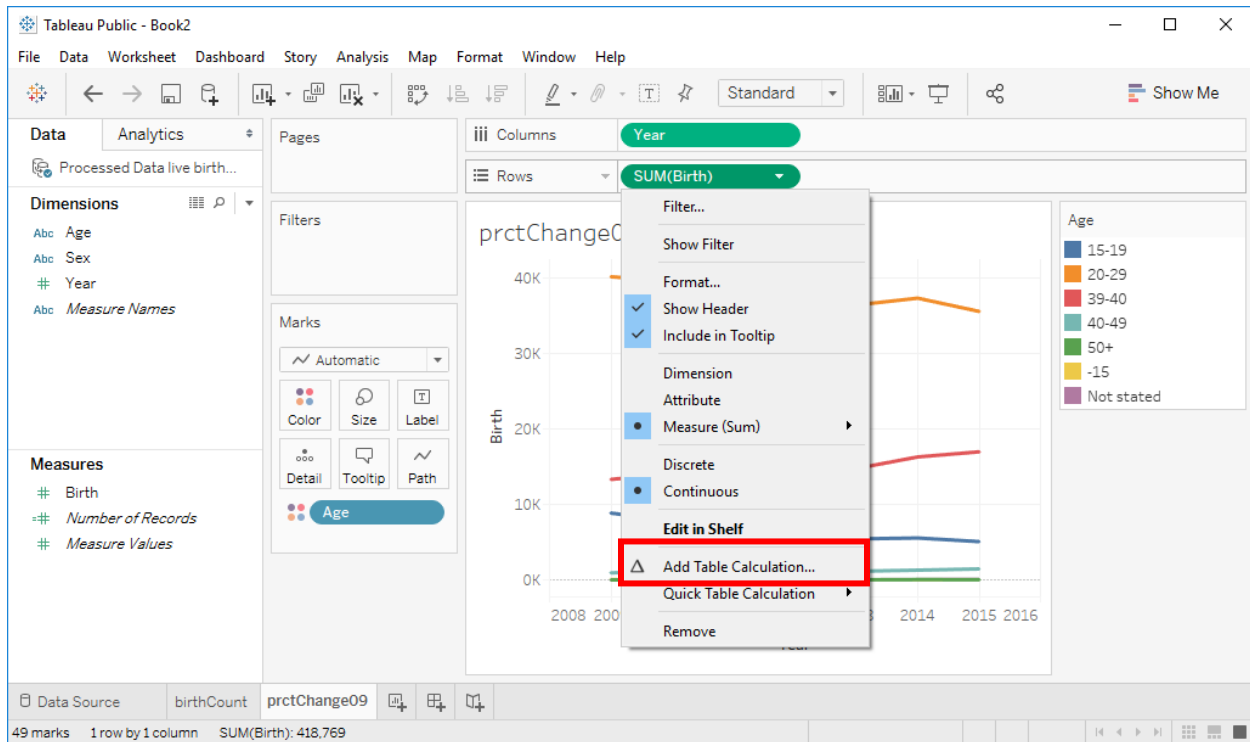 Tableau Public - Book2
File Data Worksheet Dashboard Story Analysis Map Format Window Help
Standard
Show Me
Data Analytics
Processed Data live birth...
Dimensions
Abc Age
Abc Sex
# Year
Abc Measure Names
Measures
# Birth
=# Number of Records
# Measure Values
Pages
Filters
Marks
Automatic
Color Size T Label
Detail Tooltip Path
Age
iii Columns Year
Rows SUM(Birth)
prctChange0
40K
30K
20K
10K
0K
Birth
2008 200 3 2014 2015 2016
Filter...
Show Filter
Format...
Show Header
Include in Tooltip
Dimension
Attribute
Measure (Sum)
Discrete
Continuous
Edit in Shelf
Δ Add Table Calculation...
Quick Table Calculation
Remove
Age
15-19
20-29
39-40
40-49
50+
-15
Not stated
Data Source birthCount prctChange09
49 marks 1 row by 1 column SUM(Birth): 418,769